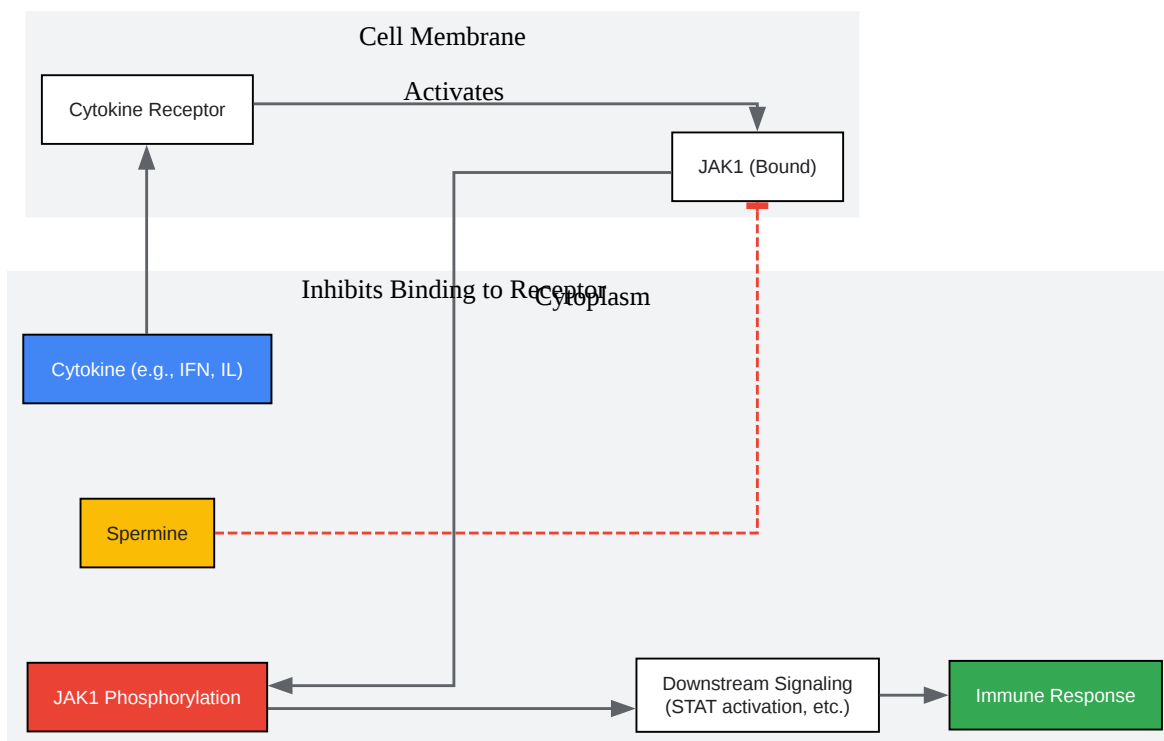 Cell Membrane
Activates
Cytokine Receptor
JAK1 (Bound)
Inhibits Binding to Receptor
Cytoplasm
Cytokine (e.g., IFN, IL)
Spermine
JAK1 Phosphorylation
Downstream Signaling
(STAT activation, etc.)
Immune Response